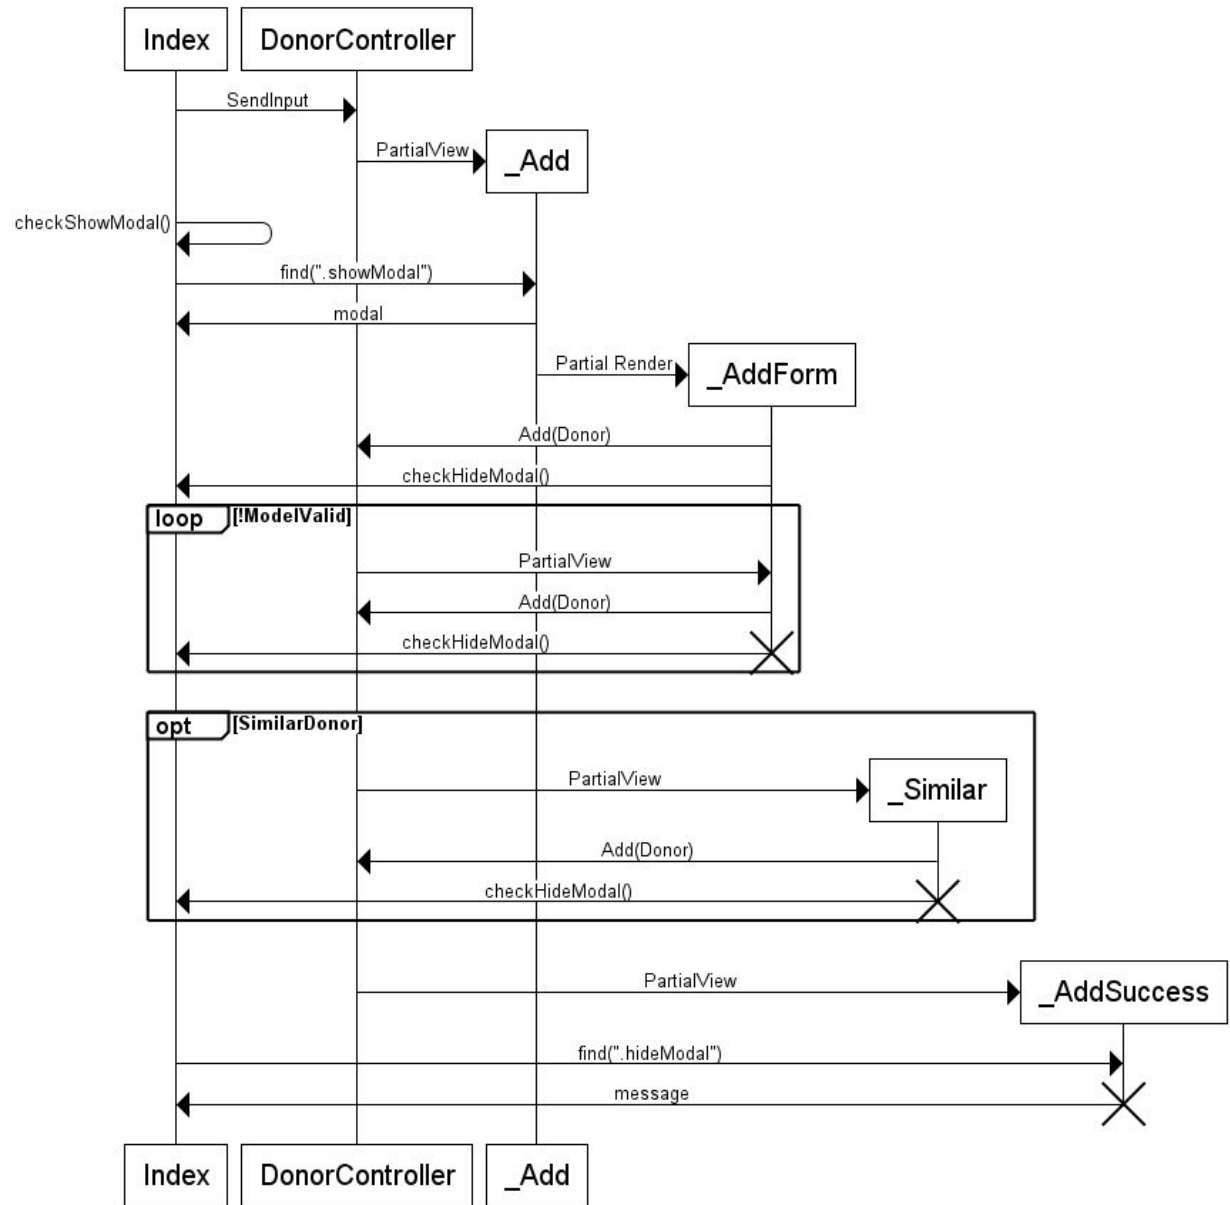 Index
DonorController
SendInput
PartialView
_Add
checkShowModal()
find(".showModal")
modal
Partial Render
_AddForm
Add(Donor)
checkHideModal()
loop
[!ModelValid]
PartialView
Add(Donor)
checkHideModal()
opt
[SimilarDonor]
PartialView
_Similar
Add(Donor)
checkHideModal()
PartialView
_AddSuccess
find(".hideModal")
message
Index
DonorController
_Add